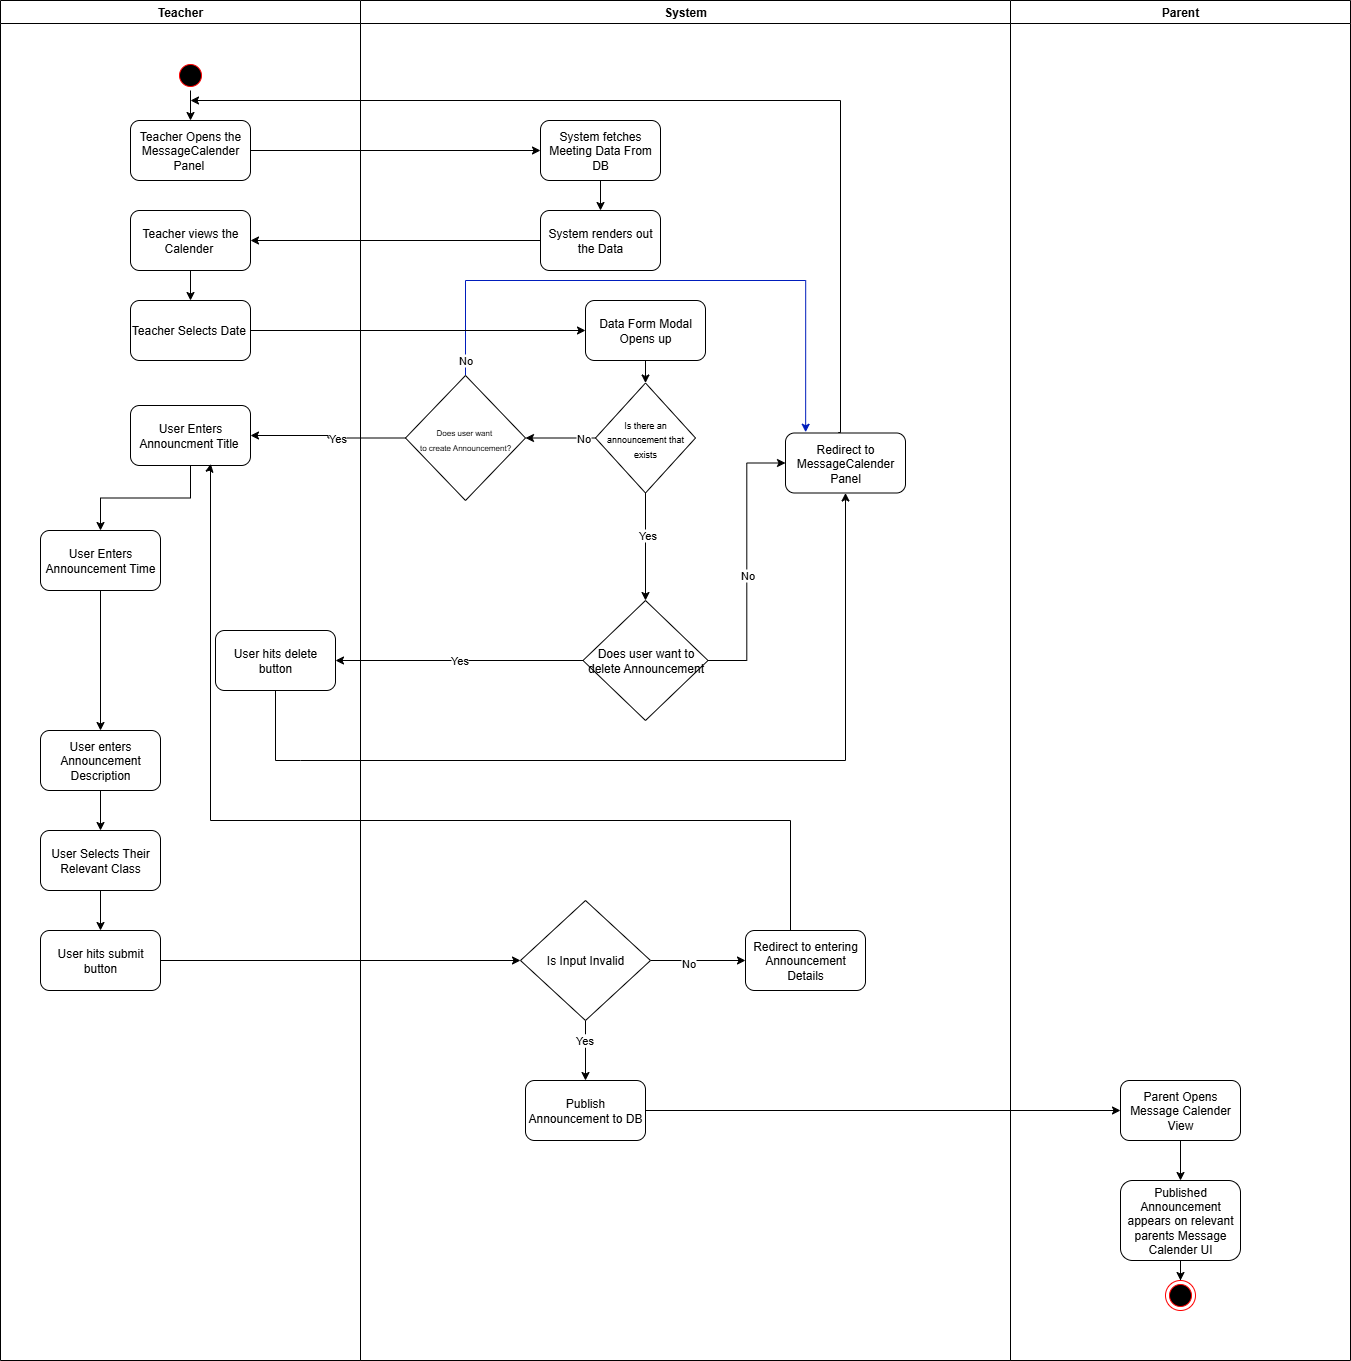 Teacher
System
Parent
Teacher Opens the
MessageCalender
Panel
System fetches
Meeting Data From
DB
Teacher views the
Calender
System renders out
the Data
Teacher Selects Date
Data Form Modal
Opens up
No
User Enters
Announcment Title
Yes
Does user want
to create Announcement?
No
Is there an
announcement that
exists
Redirect to
MessageCalender
Panel
Yes
User Enters
Announcement Time
No
User hits delete
button
Yes
Does user want to
delete Announcement
User enters
Announcement
Description
User Selects Their
Relevant Class
User hits submit
button
Is Input Invalid
No
Redirect to entering
Announcement
Details
Yes
Publish
Announcement to DB
Parent Opens
Message Calender
View
Published
Announcement
appears on relevant
parents Message
Calender UI